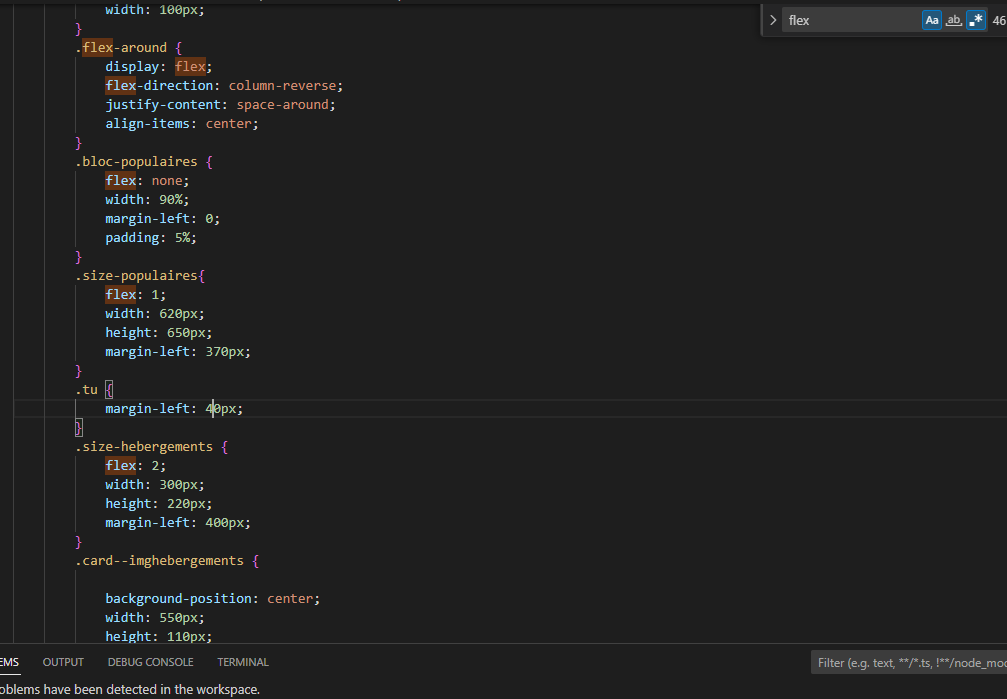 width: 100px;
}
.flex-around {
display: flex;
flex-direction: column-reverse;
justify-content: space-around;
align-items: center;
}
.bloc-populaires {
flex: none;
width: 90%;
margin-left: 0;
padding: 5%;
}
.size-populaires{
flex: 1;
width: 620px;
height: 650px;
margin-left: 370px;
}
.tu {
margin-left: 40px;
}
.size-hebergements {
flex: 2;
width: 300px;
height: 220px;
margin-left: 400px;
}
.card--imghebergements {
background-position: center;
width: 550px;
height: 110px;
flex Aa ab, .* 46
EMS OUTPUT DEBUG CONSOLE TERMINAL Filter (e.g. text, **/*.ts, !**/node_mod
oblems have been detected in the workspace.